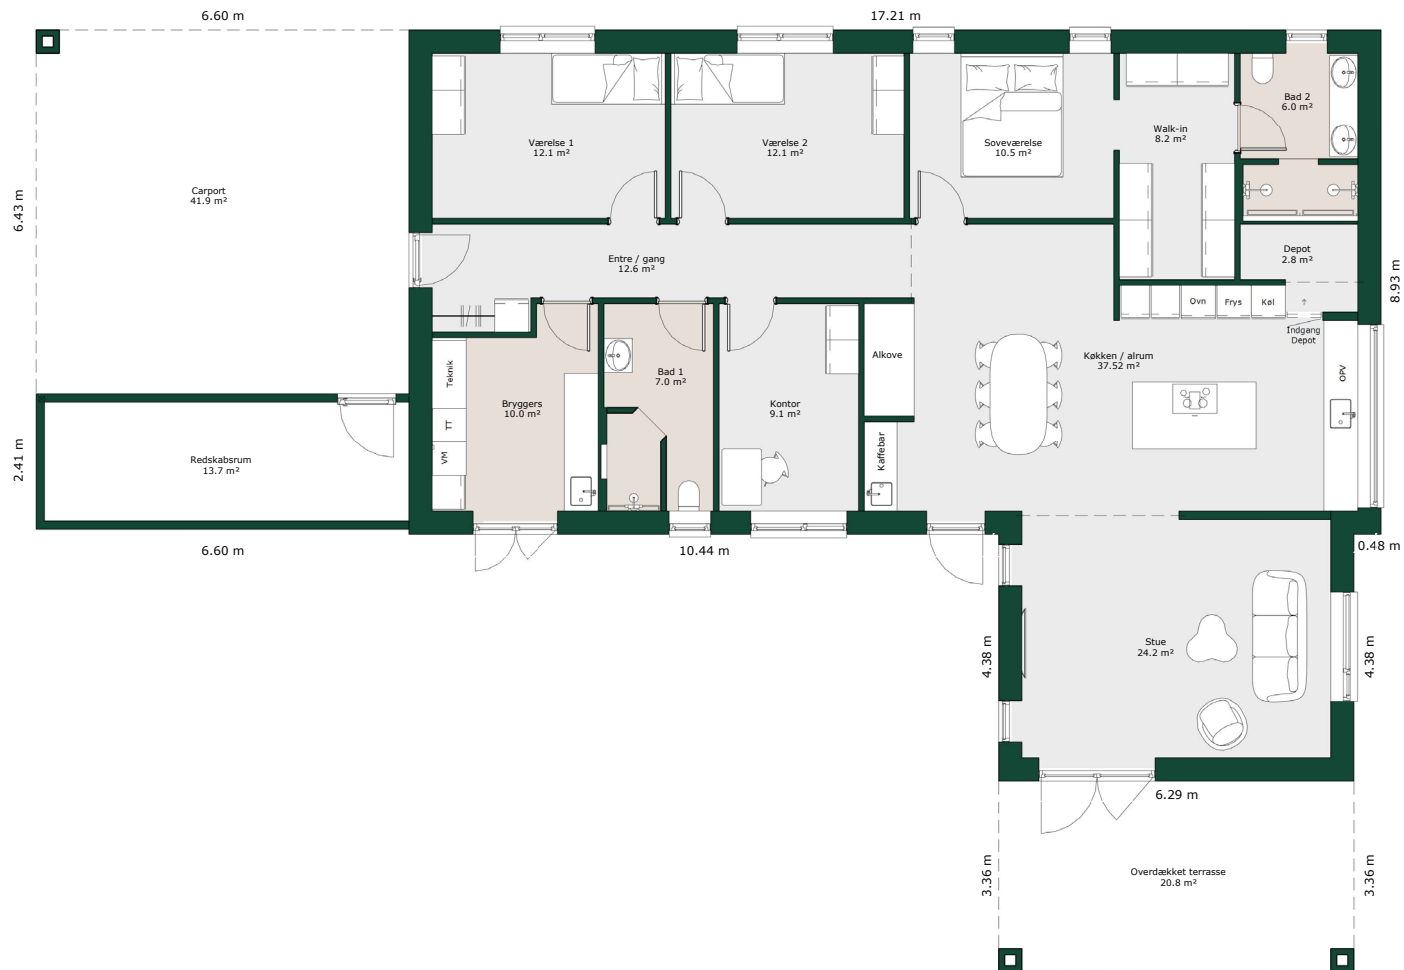 6.60 m
17.21 m
Værelse 1
12.1 m²
Værelse 2
12.1 m²
Soveværelse
10.5 m²
Walk-in
8.2 m²
Bad 2
6.0 m²
Carport
41.9 m²
6.43 m
Entre / gang
12.6 m²
Depot
2.8 m²
8.93 m
Ovn
Frys
Køl
Indgang
Depot
Alkove
Køkken / alrum
37.52 m²
OPV
Teknik
TT
VM
Bryggers
10.0 m²
Bad 1
7.0 m²
Kontor
9.1 m²
Kaffebar
Redskabsrum
13.7 m²
2.41 m
6.60 m
10.44 m
0.48 m
Stue
24.2 m²
4.38 m
4.38 m
6.29 m
Overdækket terrasse
20.8 m²
3.36 m
3.36 m